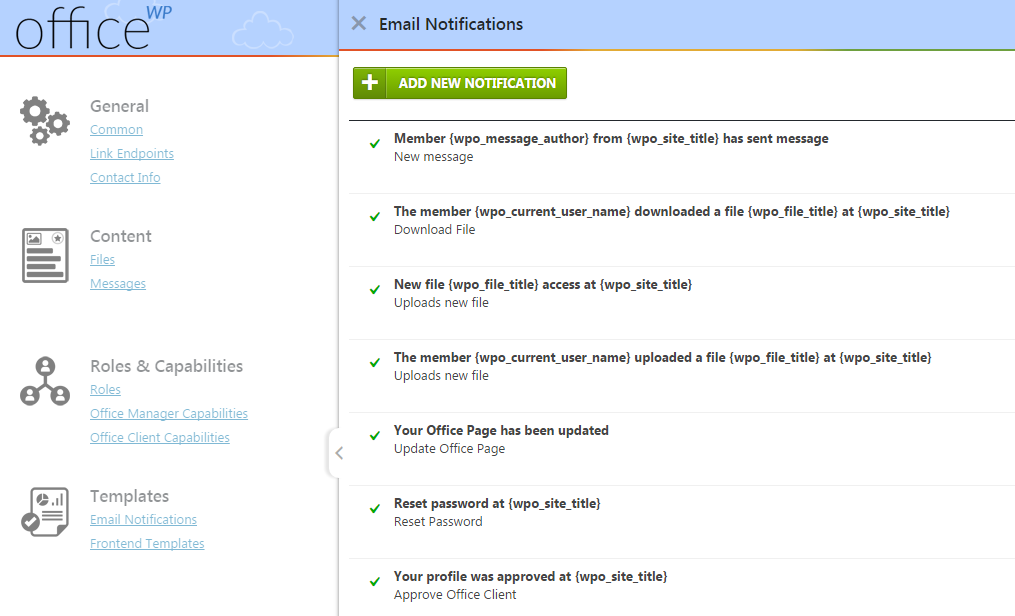 office WP
General
Common
Link Endpoints
Contact Info
Content
Files
Messages
Roles & Capabilities
Roles
Office Manager Capabilities
Office Client Capabilities
Templates
Email Notifications
Frontend Templates
Email Notifications
ADD NEW NOTIFICATION
Member {wpo_message_author} from {wpo_site_title} has sent message
New message
The member {wpo_current_user_name} downloaded a file {wpo_file_title} at {wpo_site_title}
Download File
New file {wpo_file_title} access at {wpo_site_title}
Uploads new file
The member {wpo_current_user_name} uploaded a file {wpo_file_title} at {wpo_site_title}
Uploads new file
Your Office Page has been updated
Update Office Page
Reset password at {wpo_site_title}
Reset Password
Your profile was approved at {wpo_site_title}
Approve Office Client